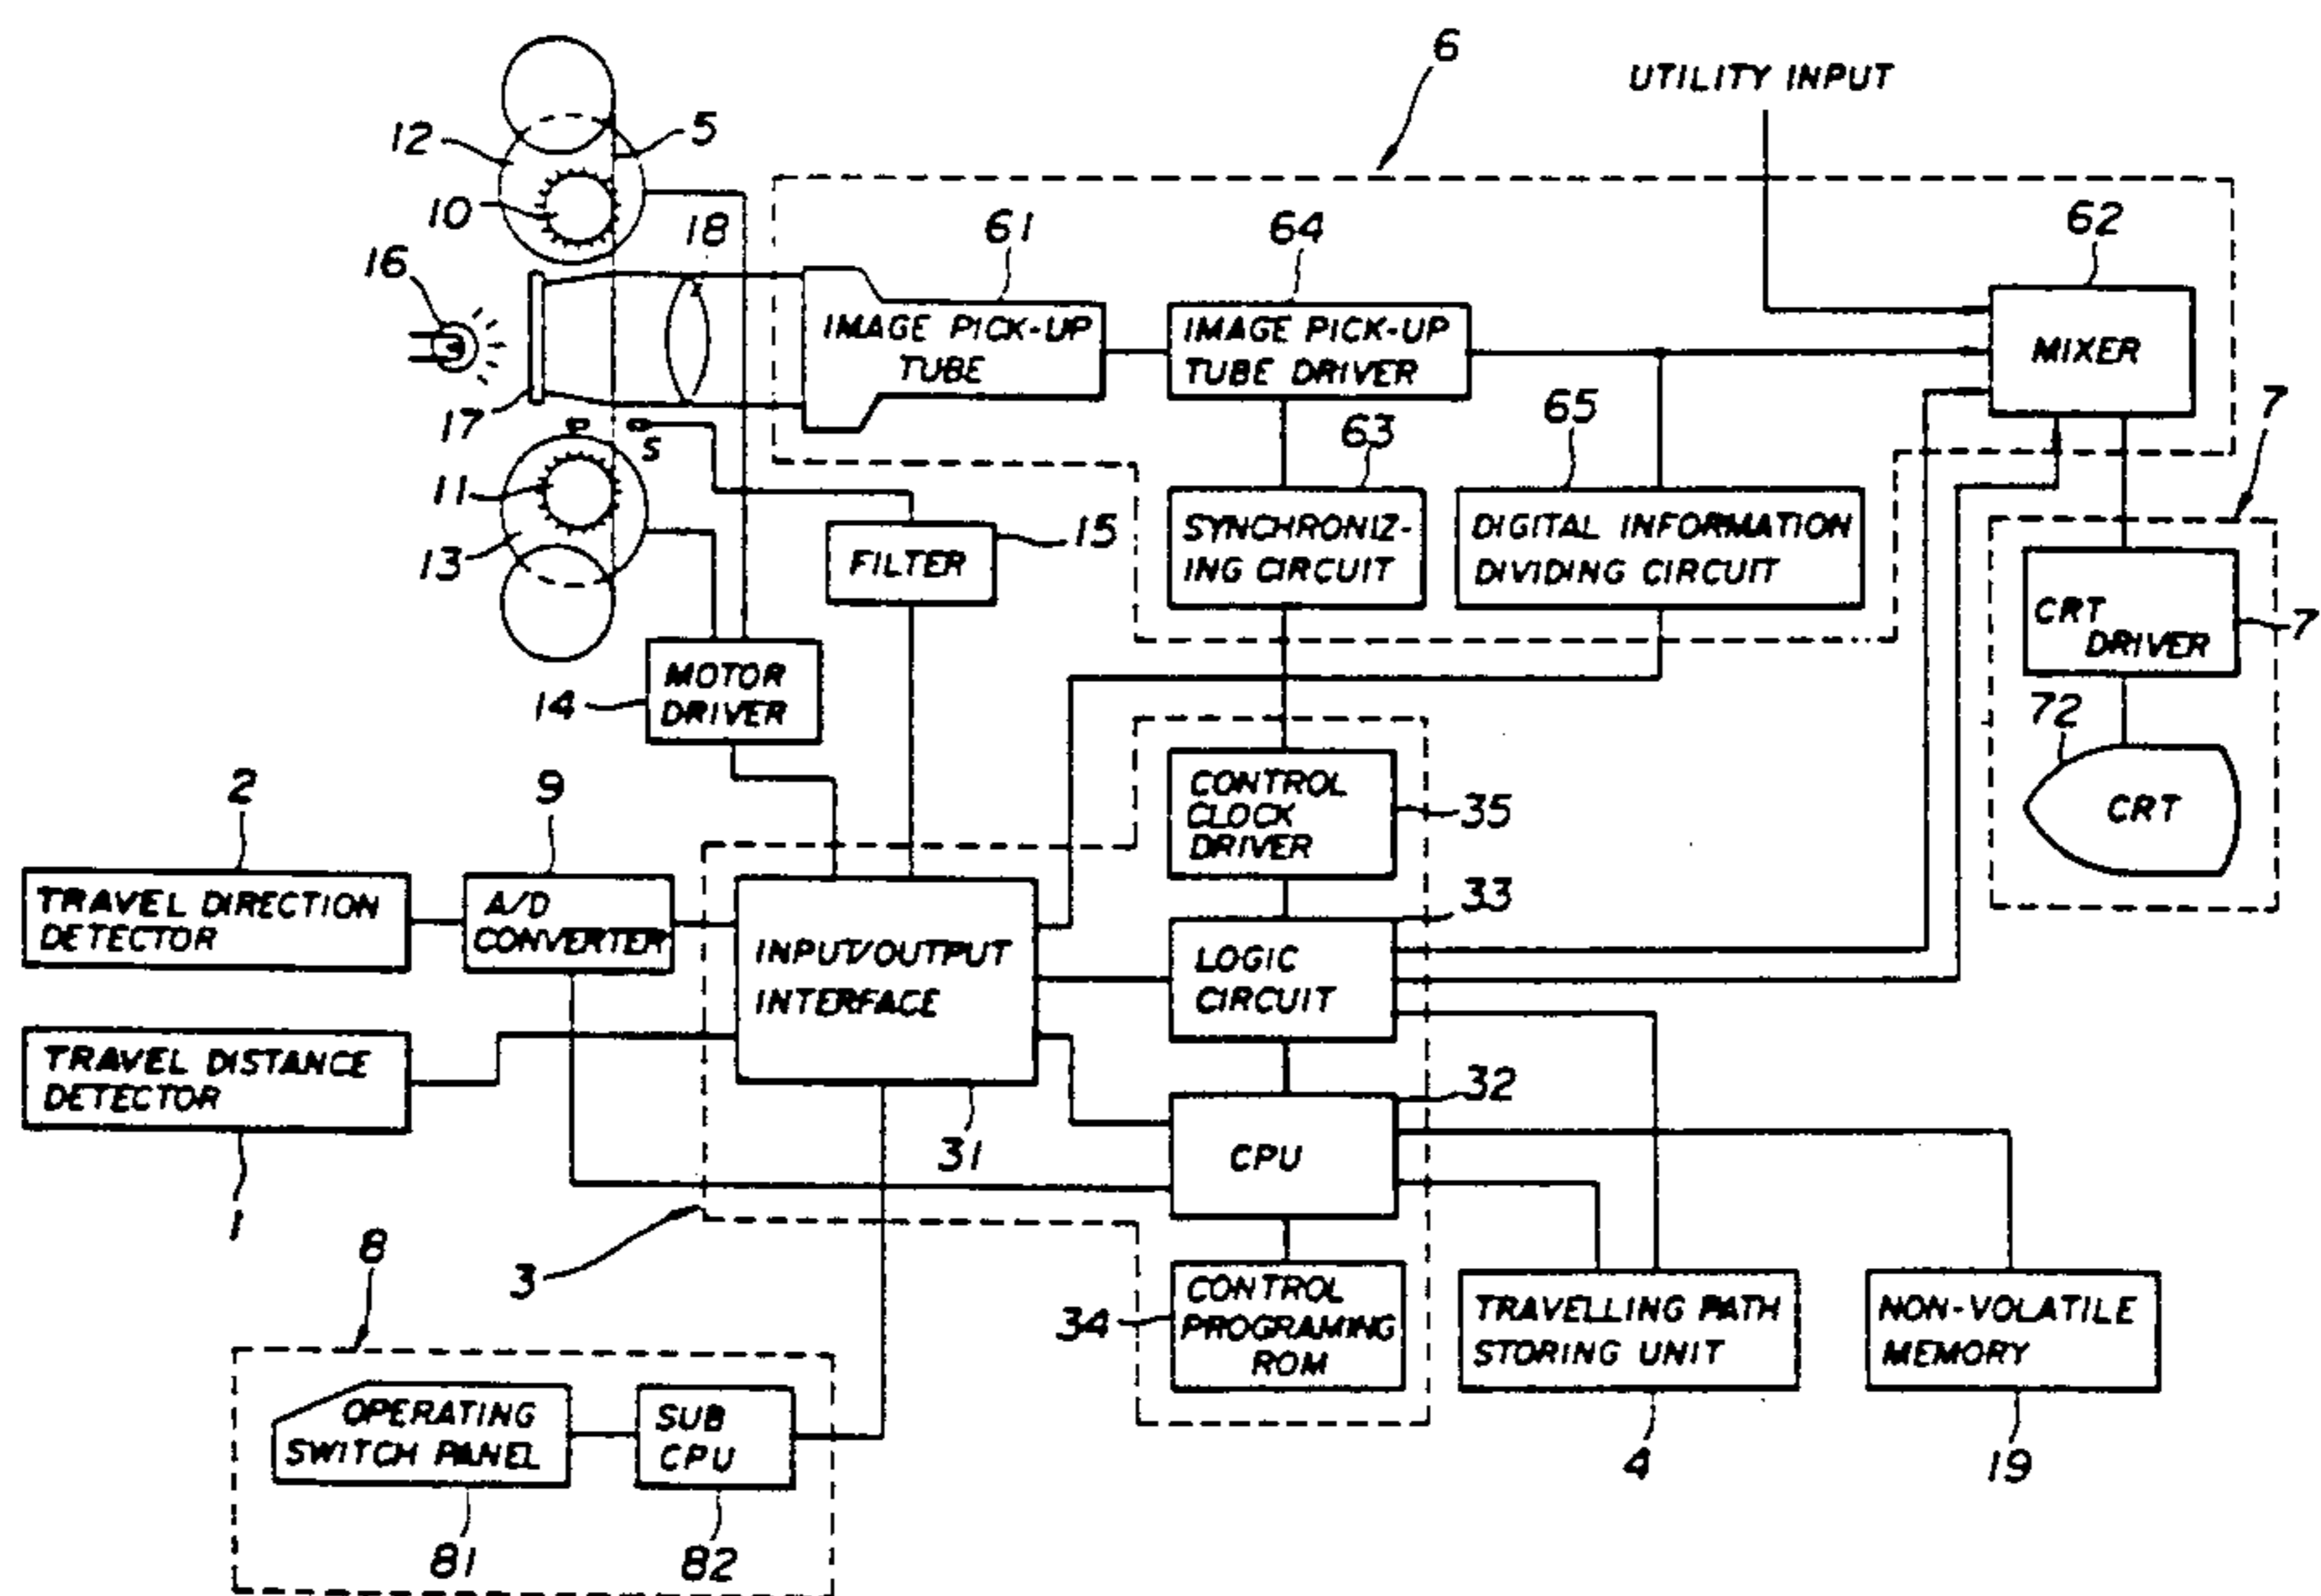 6
UTILITY INPUT
12
5
10
18
61
64
62
16
IMAGE PICK-UP
TUBE
IMAGE PICK-UP
TUBE DRIVER
MIXER
17
S
63
65
7
11
15
SYNCHRONIZ-
ING CIRCUIT
DIGITAL INFORMATION
DIVIDING CIRCUIT
13
FILTER
CRT
DRIVER
7
14
MOTOR
DRIVER
72
2
9
CONTROL
CLOCK
DRIVER
35
CRT
TRAVEL DIRECTION
DETECTOR
A/D
CONVERTER
INPUT/OUTPUT
INTERFACE
LOGIC
CIRCUIT
33
TRAVEL DISTANCE
DETECTOR
32
1
31
CPU
8
3
34
CONTROL
PROGRAMING
ROM
TRAVELLING PATH
STORING UNIT
NON-VOLATILE
MEMORY
OPERATING
SWITCH PANEL
SUB
CPU
4
19
81
82